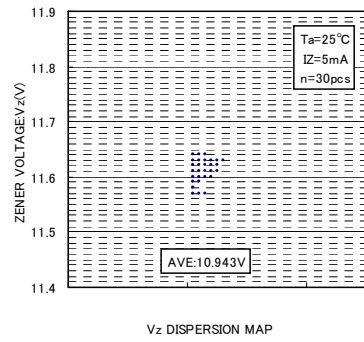 11.9
11.8
11.7
11.6
11.5
11.4
ZENER VOLTAGE:Vz(V)
Ta=25°C
IZ=5mA
n=30pcs
AVE:10.943V
Vz DISPERSION MAP